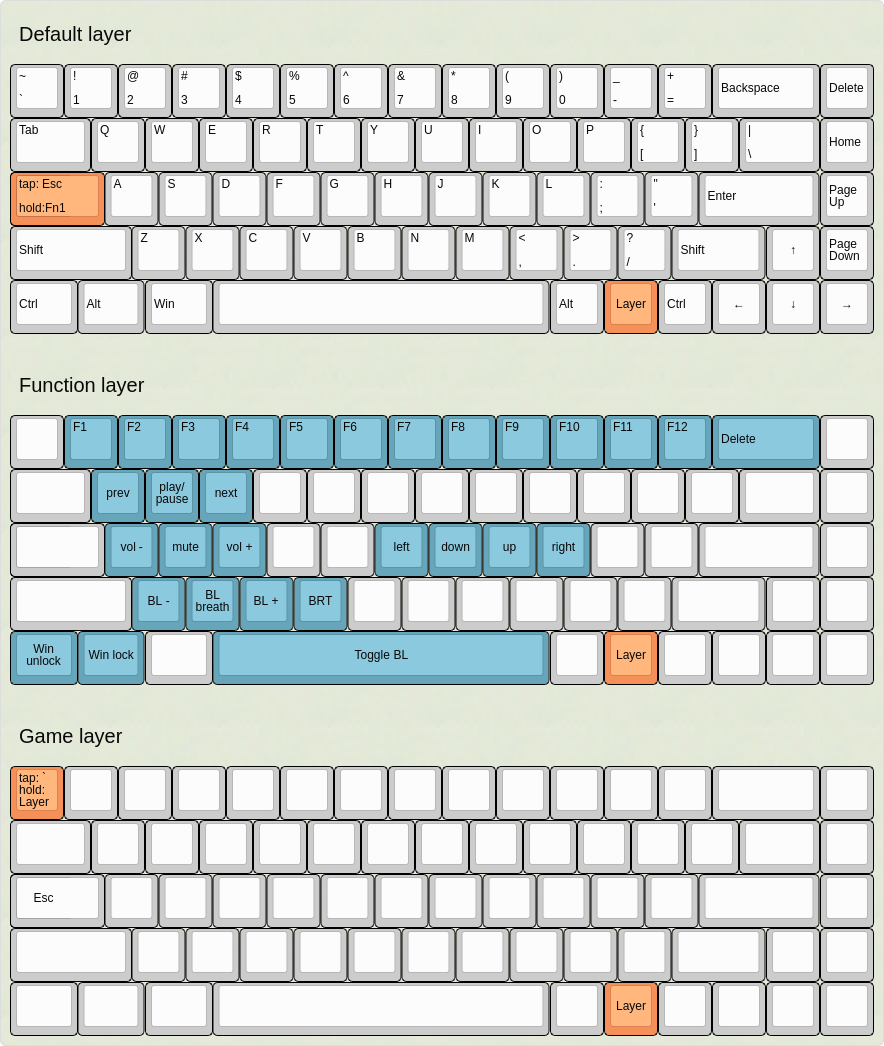 Default layer
~ ! @ # $ % ^ & * ( ) _ +
` 1 2 3 4 5 6 7 8 9 0 - = Backspace Delete
Tab Q W E R T Y U I O P { } |
[ ] \ Home
tap: Esc A S D F G H J K L : "
hold:Fn1 ; ' Enter Page
Up
Shift Z X C V B N M < > ?
, . / Shift ↑ Page
Down
Ctrl Alt Win Alt Layer Ctrl ← ↓ →
Function layer
F1 F2 F3 F4 F5 F6 F7 F8 F9 F10 F11 F12 Delete
prev play/
pause next
vol - mute vol + left down up right
BL - BL
breath BL + BRT
Win
unlock Win lock Toggle BL Layer
Game layer
tap: `
hold:
Layer
Esc
Layer